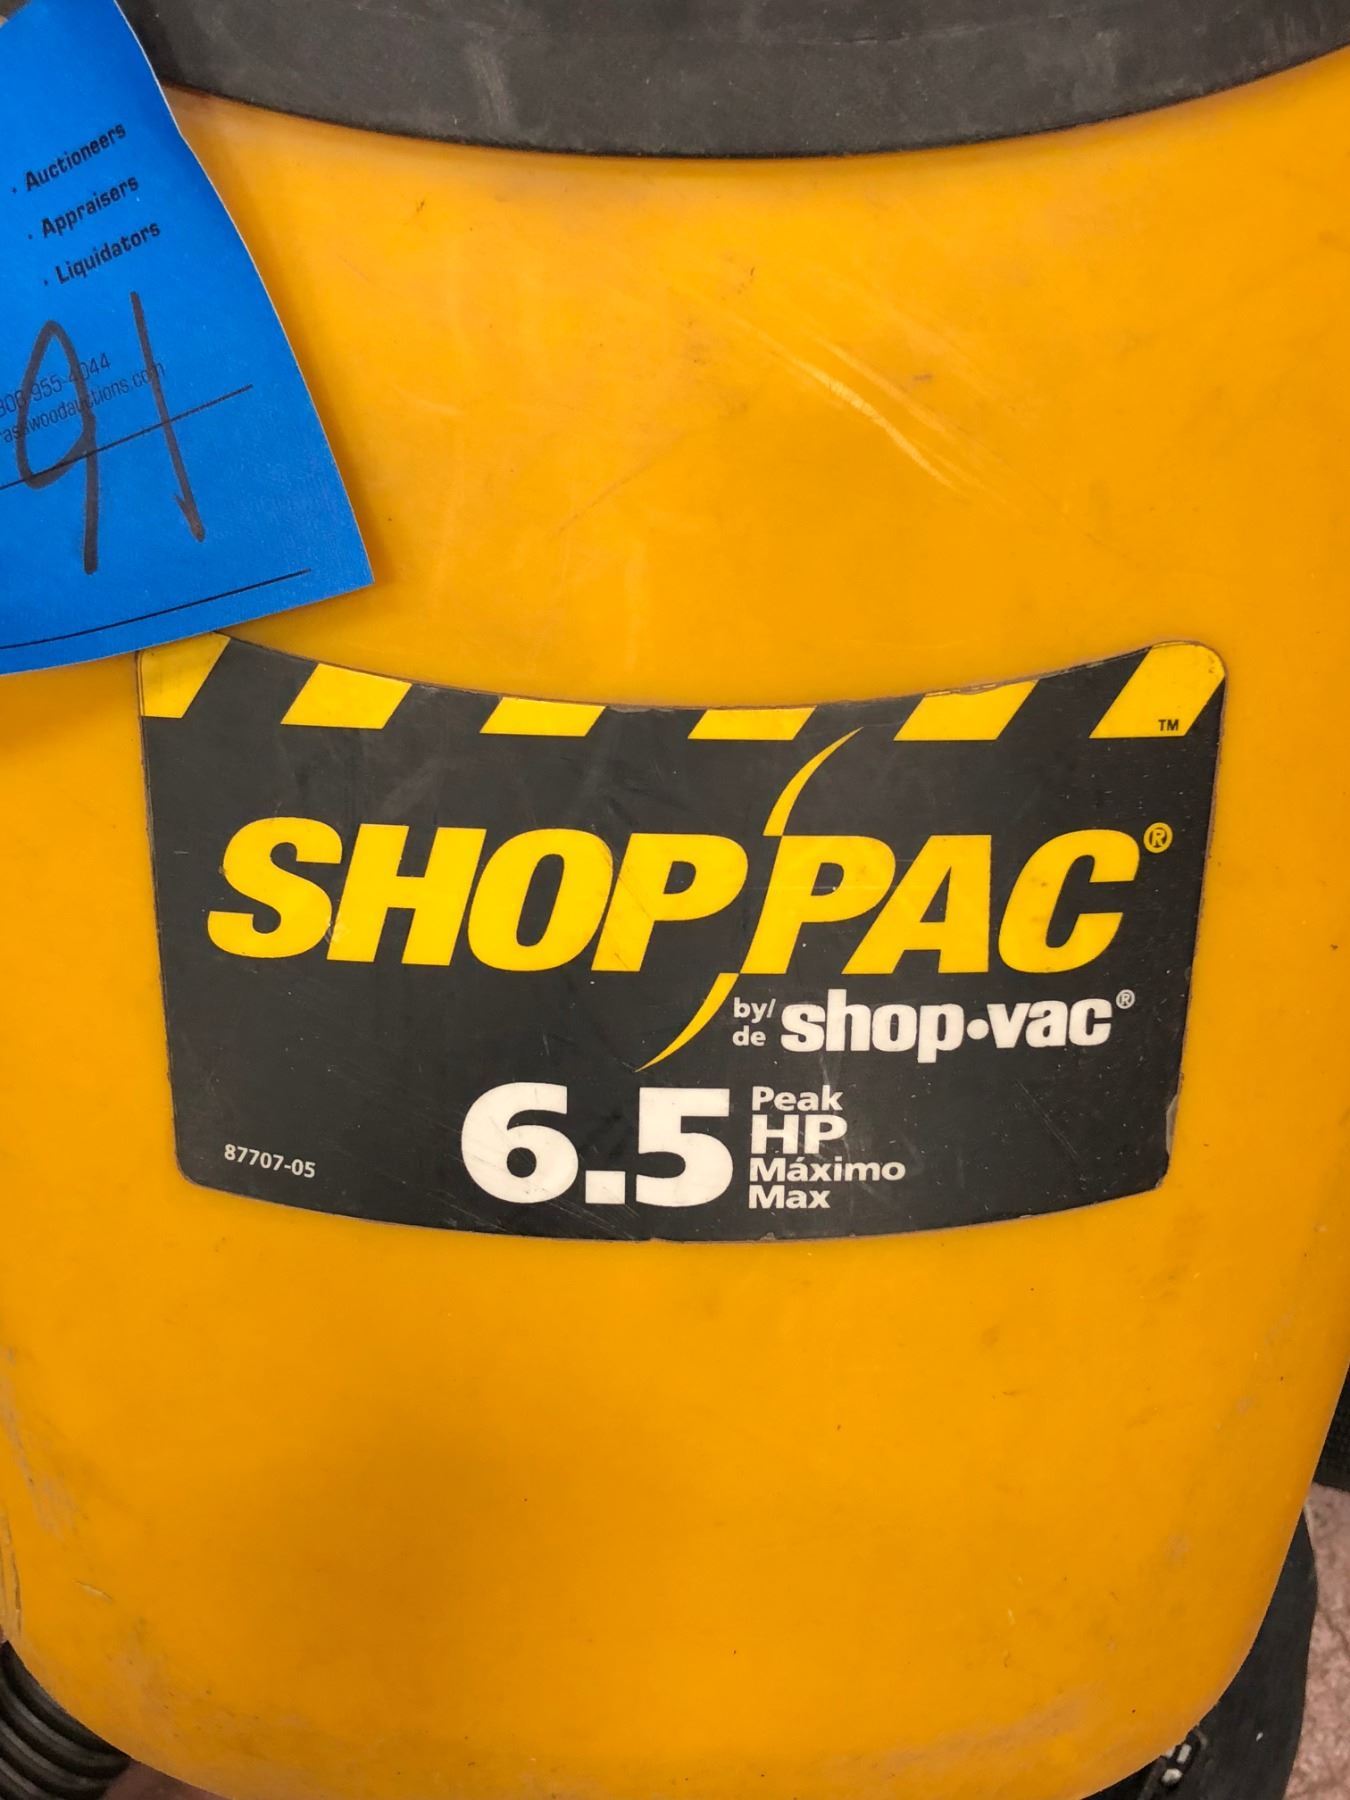 · Auctioneers
· Appraisers
· Liquidators
91
SHOP PAC®
TM
by/
de
shop·vac®
6.5
Peak
HP
Máximo
Max
87707-05